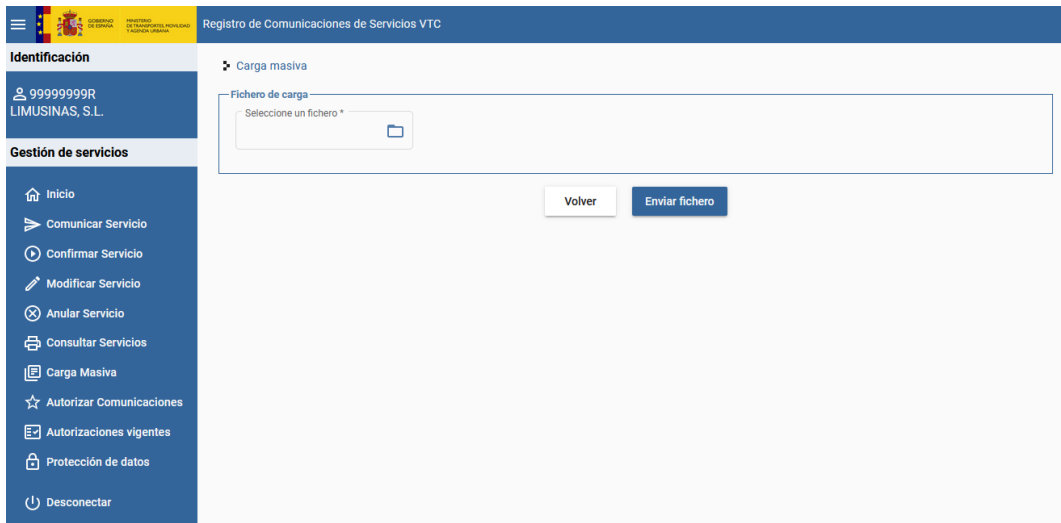 GOBIERNO
DE ESPAÑA
MINISTERIO
DE TRANSPORTES, MOVILIDAD
Y AGENDA URBANA
Registro de Comunicaciones de Servicios VTC
Identificación
99999999R
LIMUSINAS, S.L.
Gestión de servicios
Inicio
Comunicar Servicio
Confirmar Servicio
Modificar Servicio
Anular Servicio
Consultar Servicios
Carga Masiva
Autorizar Comunicaciones
Autorizaciones vigentes
Protección de datos
Desconectar
Carga masiva
Fichero de carga
Seleccione un fichero *
Volver
Enviar fichero